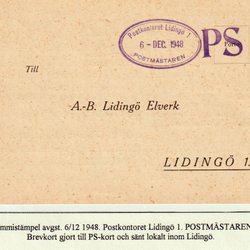 Postkontoret Lidingö 1
6 - DEC. 1948
POSTMÄSTAREN
PS
Till
A.-B. Lidingö Elverk
LIDINGÖ 1.
mmistämpel avgst. 6/12 1948. Postkontoret Lidingö 1. POSTMÄSTAREN
Brevkort gjort till PS-kort och sänt lokalt inom Lidingö.